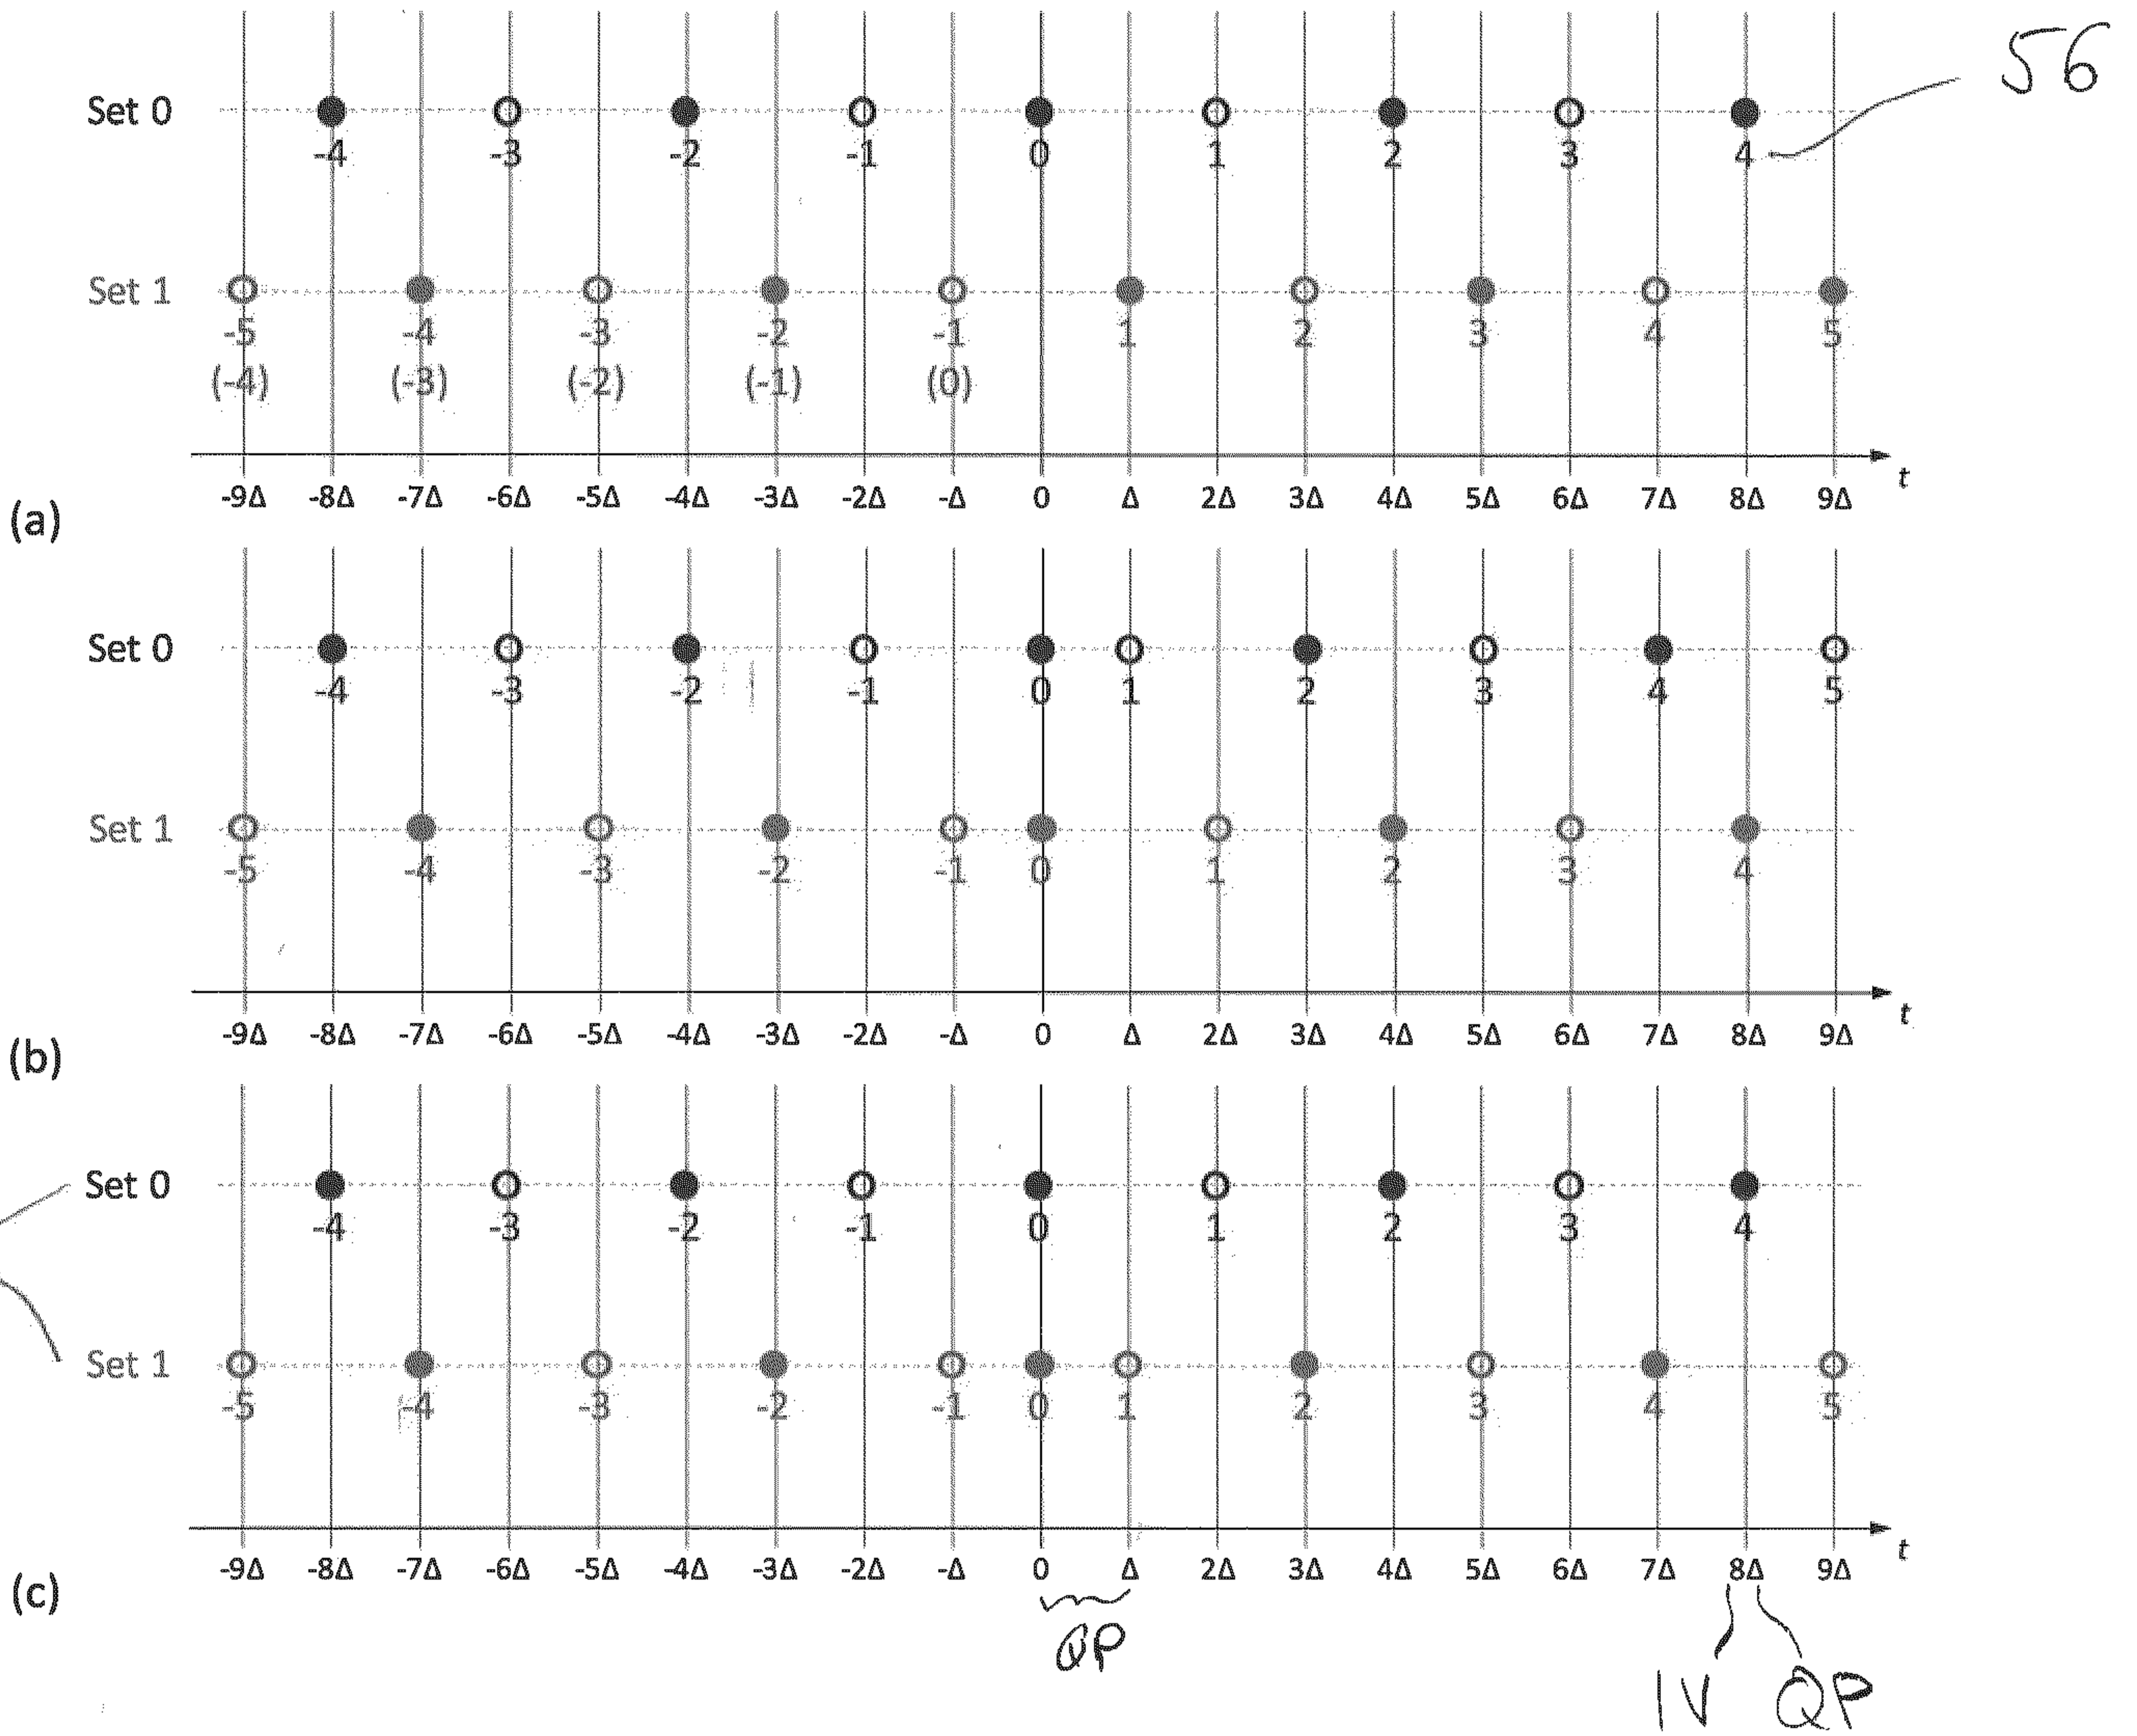 56
Set 0
-4 -3 -2 -1 0 1 2 3 4
Set 1
-5 -4 -3 -2 -1 1 2 3 4 5
(-4) (-3) (-2) (-1) (0)
t
-9Δ -8Δ -7Δ -6Δ -5Δ -4Δ -3Δ -2Δ -Δ 0 Δ 2Δ 3Δ 4Δ 5Δ 6Δ 7Δ 8Δ 9Δ
(a)
Set 0
-4 -3 -2 -1 0 1 2 3 4 5
Set 1
-5 -4 -3 -2 -1 0 1 2 3 4
t
-9Δ -8Δ -7Δ -6Δ -5Δ -4Δ -3Δ -2Δ -Δ 0 Δ 2Δ 3Δ 4Δ 5Δ 6Δ 7Δ 8Δ 9Δ
(b)
Set 0
-4 -3 -2 -1 0 1 2 3 4
Set 1
-5 -4 -3 -2 -1 0 1 2 3 4 5
t
-9Δ -8Δ -7Δ -6Δ -5Δ -4Δ -3Δ -2Δ -Δ 0 Δ 2Δ 3Δ 4Δ 5Δ 6Δ 7Δ 8Δ 9Δ
(c)
QP
IV QP